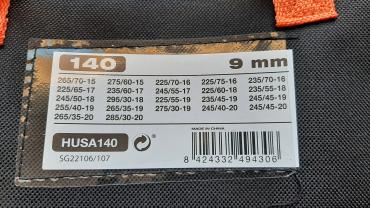 140 9 mm
265/70-15 275/60-15 225/70-16 225/75-16 235/70-16
225/65-17 235/60-17 245/55-17 225/55-18 225/60-18
245/50-18 295/30-18 225/55-19 235/45-19 245/45-19
255/40-19 265/35-19 275/30-19 245/40-20 245/45-20
265/35-20 285/30-20
MADE IN CHINA
HUSA140
SG22106/107
8 424332 494306